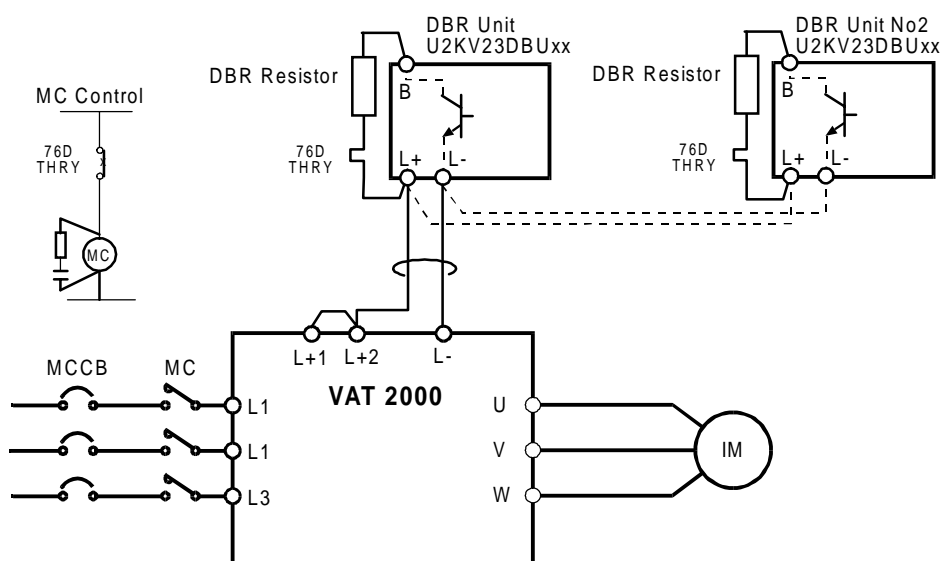 DBR Unit
U2KV23DBUxx
DBR Unit No2
U2KV23DBUxx
DBR Resistor
DBR Resistor
MC Control
B
B
76D
THRY
76D
THRY
76D
THRY
L+ L-
L+ L-
MC
L+1 L+2 L-
MCCB MC
VAT 2000
L1 U
L1 V IM
L3 W